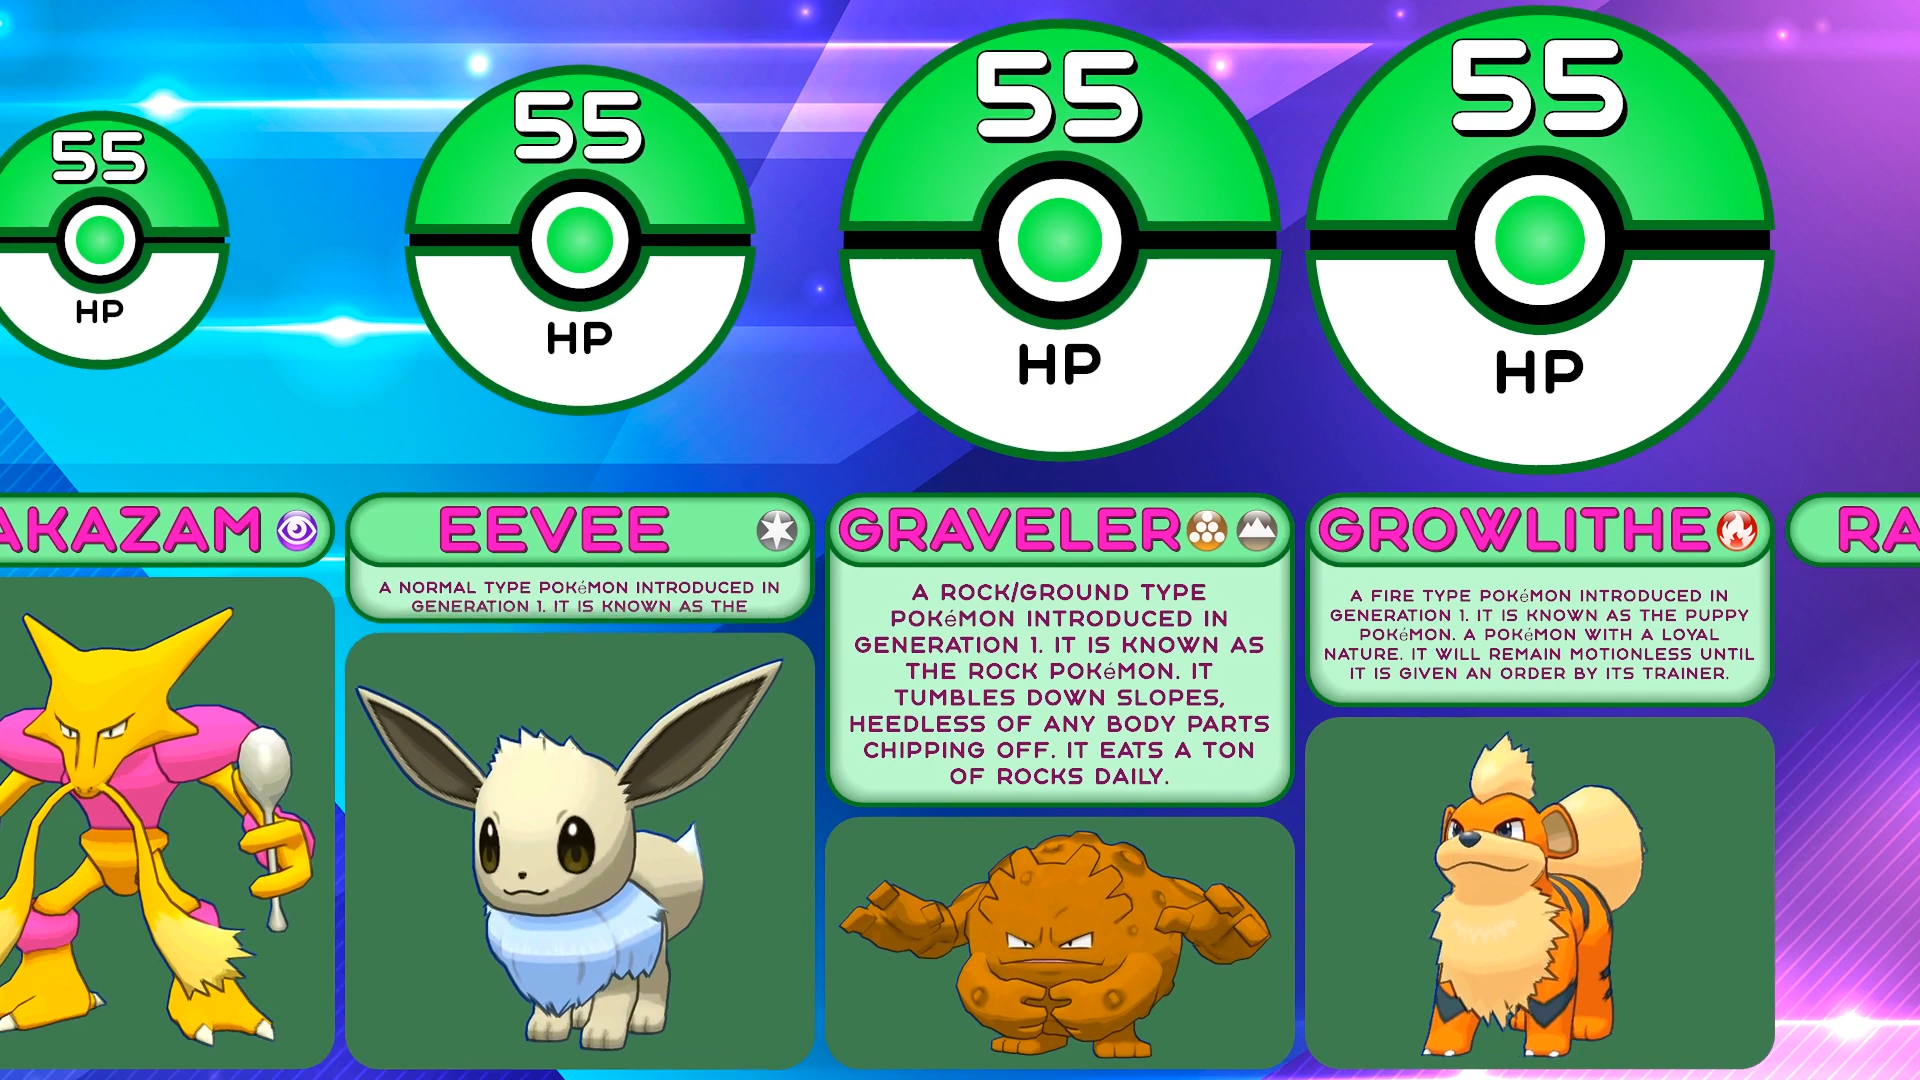 55
HP
55
HP
55
HP
55
HP
AKAZAM
EEVEE
A NORMAL TYPE POKéMON INTRODUCED IN
GENERATION 1. IT IS KNOWN AS THE
GRAVELER
A ROCK/GROUND TYPE
POKéMON INTRODUCED IN
GENERATION 1. IT IS KNOWN AS
THE ROCK POKéMON. IT
TUMBLES DOWN SLOPES,
HEEDLESS OF ANY BODY PARTS
CHIPPING OFF. IT EATS A TON
OF ROCKS DAILY.
GROWLITHE
A FIRE TYPE POKéMON INTRODUCED IN
GENERATION 1. IT IS KNOWN AS THE PUPPY
POKéMON. A POKéMON WITH A LOYAL
NATURE. IT WILL REMAIN MOTIONLESS UNTIL
IT IS GIVEN AN ORDER BY ITS TRAINER.
RA